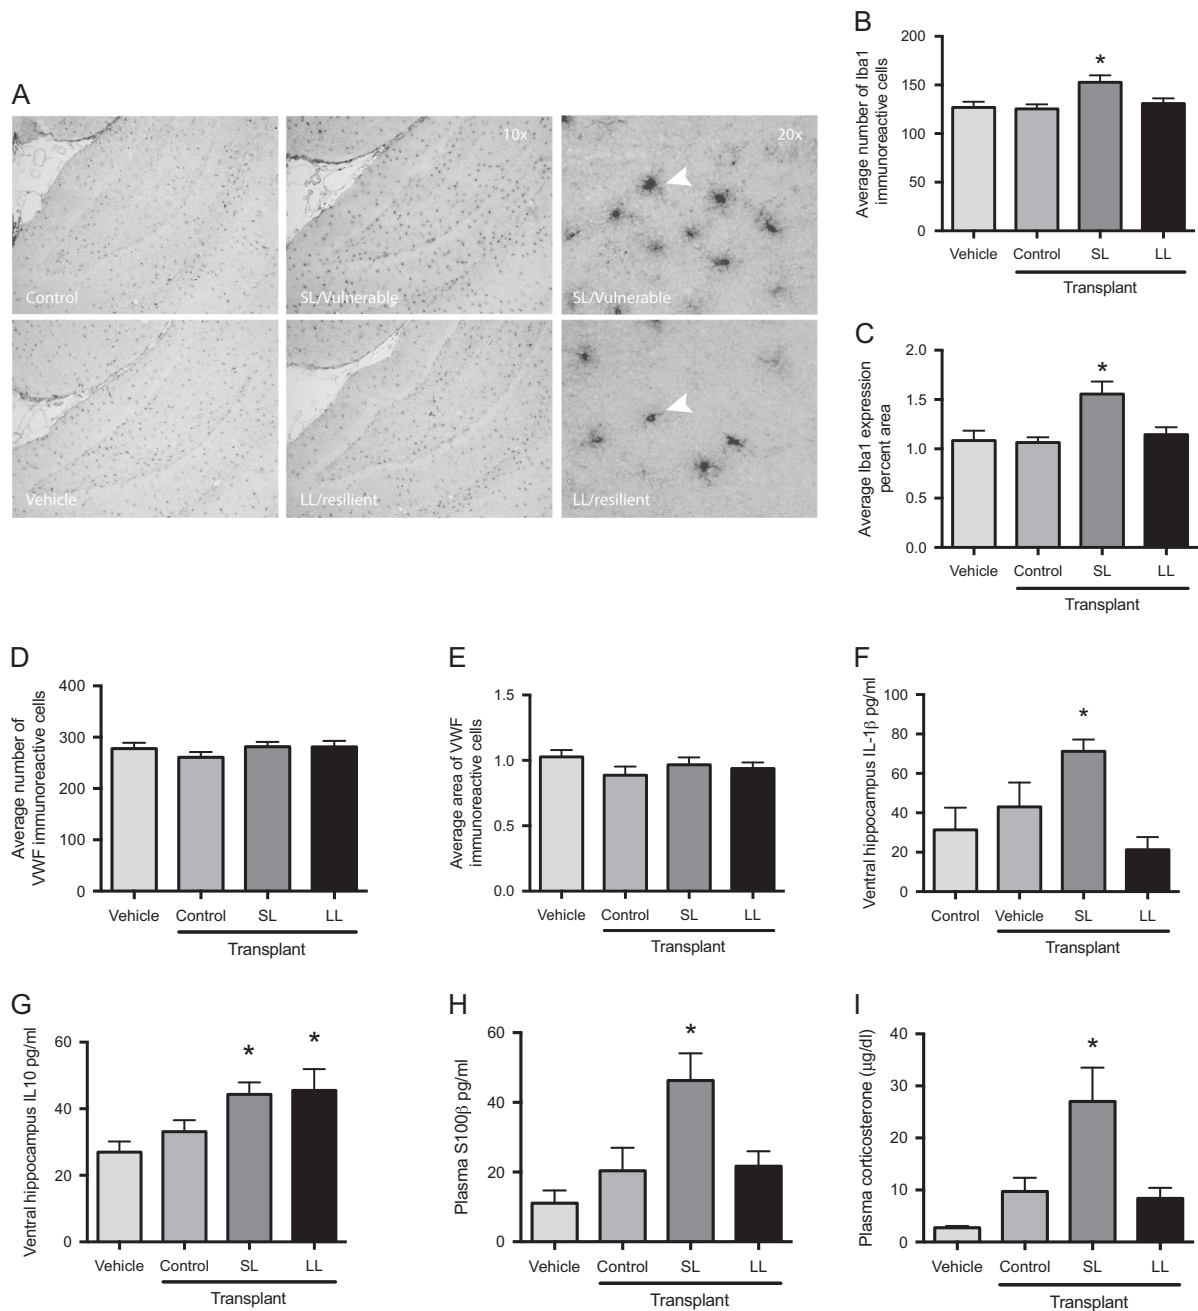 A
10x
20x
Control
SL/Vulnerable
SL/Vulnerable
Vehicle
LL/resilient
LL/resilient
B
Average number of Iba1
immunoreactive cells
200
150
100
50
0
*
Vehicle Control SL LL
Transplant
C
Average Iba1 expression
percent area
2.0
1.5
1.0
0.5
0.0
*
Vehicle Control SL LL
Transplant
D
Average number of
VWF immunoreactive cells
400
300
200
100
0
Vehicle Control SL LL
Transplant
E
Average area of VWF
immunoreactive cells
1.5
1.0
0.5
0.0
Vehicle Control SL LL
Transplant
F
Ventral hippocampus IL-1β pg/ml
100
80
60
40
20
0
*
Control Vehicle SL LL
Transplant
G
Ventral hippocampus IL10 pg/ml
60
40
20
0
* *
Vehicle Control SL LL
Transplant
H
Plasma S100β pg/ml
60
40
20
0
*
Vehicle Control SL LL
Transplant
I
Plasma corticosterone (µg/dl)
40
30
20
10
0
*
Vehicle Control SL LL
Transplant